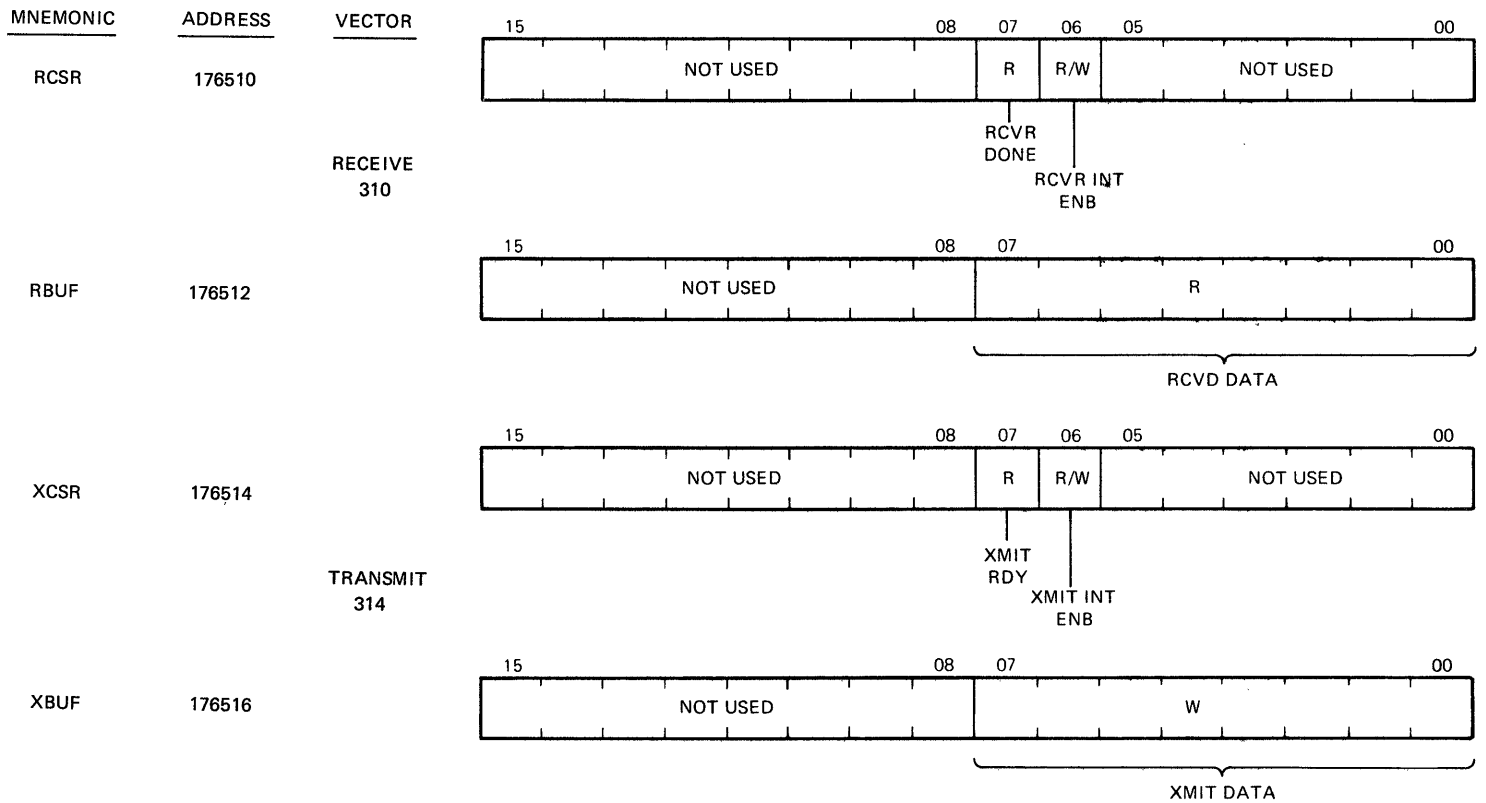 MNEMONIC ADDRESS VECTOR
15 08 07 06 05 00
RCSR 176510 NOT USED R R/W NOT USED
RCVR
DONE
RECEIVE
310
RCVR INT
ENB
15 08 07 00
RBUF 176512 NOT USED R
RCVD DATA
15 08 07 06 05 00
XCSR 176514 NOT USED R R/W NOT USED
XMIT
RDY
TRANSMIT
314
XMIT INT
ENB
15 08 07 00
XBUF 176516 NOT USED W
XMIT DATA